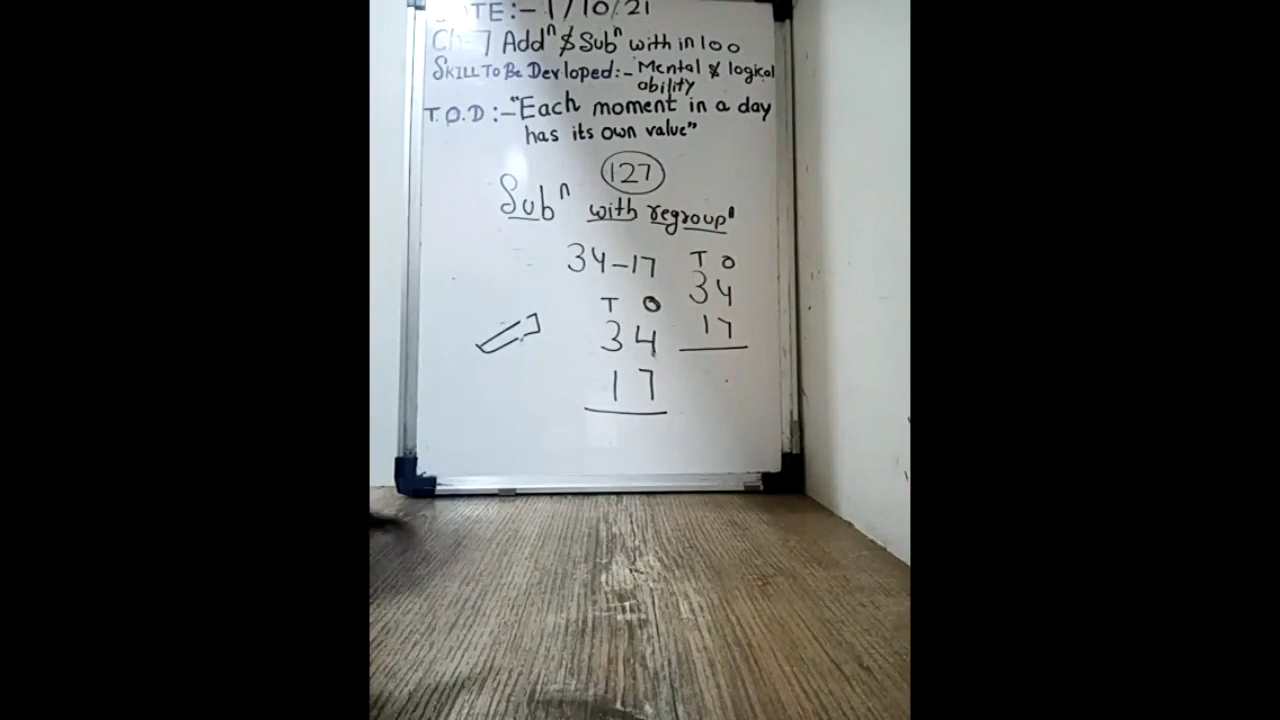 DATE:- 1/10/21
Ch-7 Addⁿ & Subⁿ with in 100
SKILL To Be Devloped:- Mental & logical
ability
T.O.D:- "Each moment in a day
has its own value"
127
Subⁿ with regroupⁿ
34-17 T O
34
17
T O
34
17